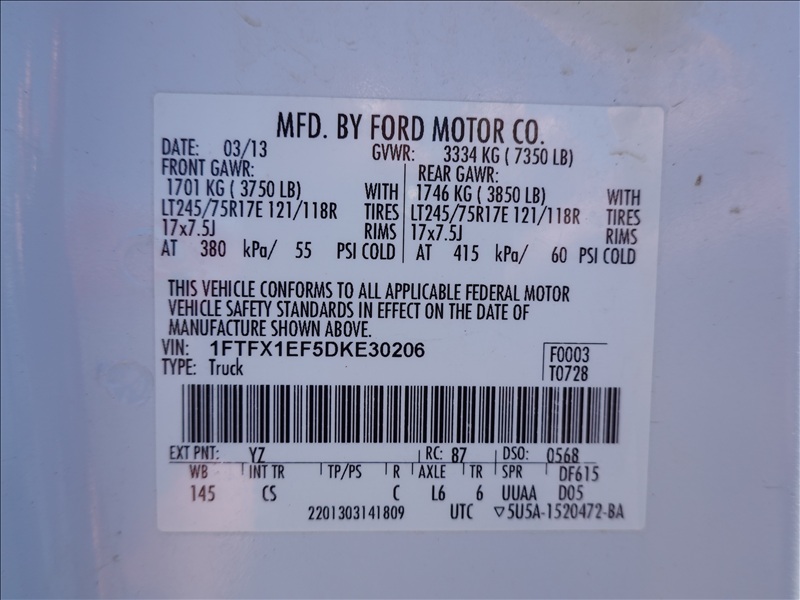 MFD. BY FORD MOTOR CO.
DATE: 03/13 GVWR: 3334 KG ( 7350 LB)
FRONT GAWR: REAR GAWR:
1701 KG ( 3750 LB) WITH 1746 KG ( 3850 LB) WITH
LT245/75R17E 121/118R TIRES LT245/75R17E 121/118R TIRES
17x7.5J RIMS 17x7.5J RIMS
AT 380 kPa/ 55 PSI COLD AT 415 kPa/ 60 PSI COLD
THIS VEHICLE CONFORMS TO ALL APPLICABLE FEDERAL MOTOR
VEHICLE SAFETY STANDARDS IN EFFECT ON THE DATE OF
MANUFACTURE SHOWN ABOVE.
VIN: 1FTFX1EF5DKE30206 F0003
TYPE: Truck T0728
EXT PNT: YZ RC: 87 DSO: 0568
WB INT TR TP/PS R AXLE TR SPR DF615
145 CS C L6 6 UUAA D05
2201303141809 UTC ▽5U5A-1520472-BA